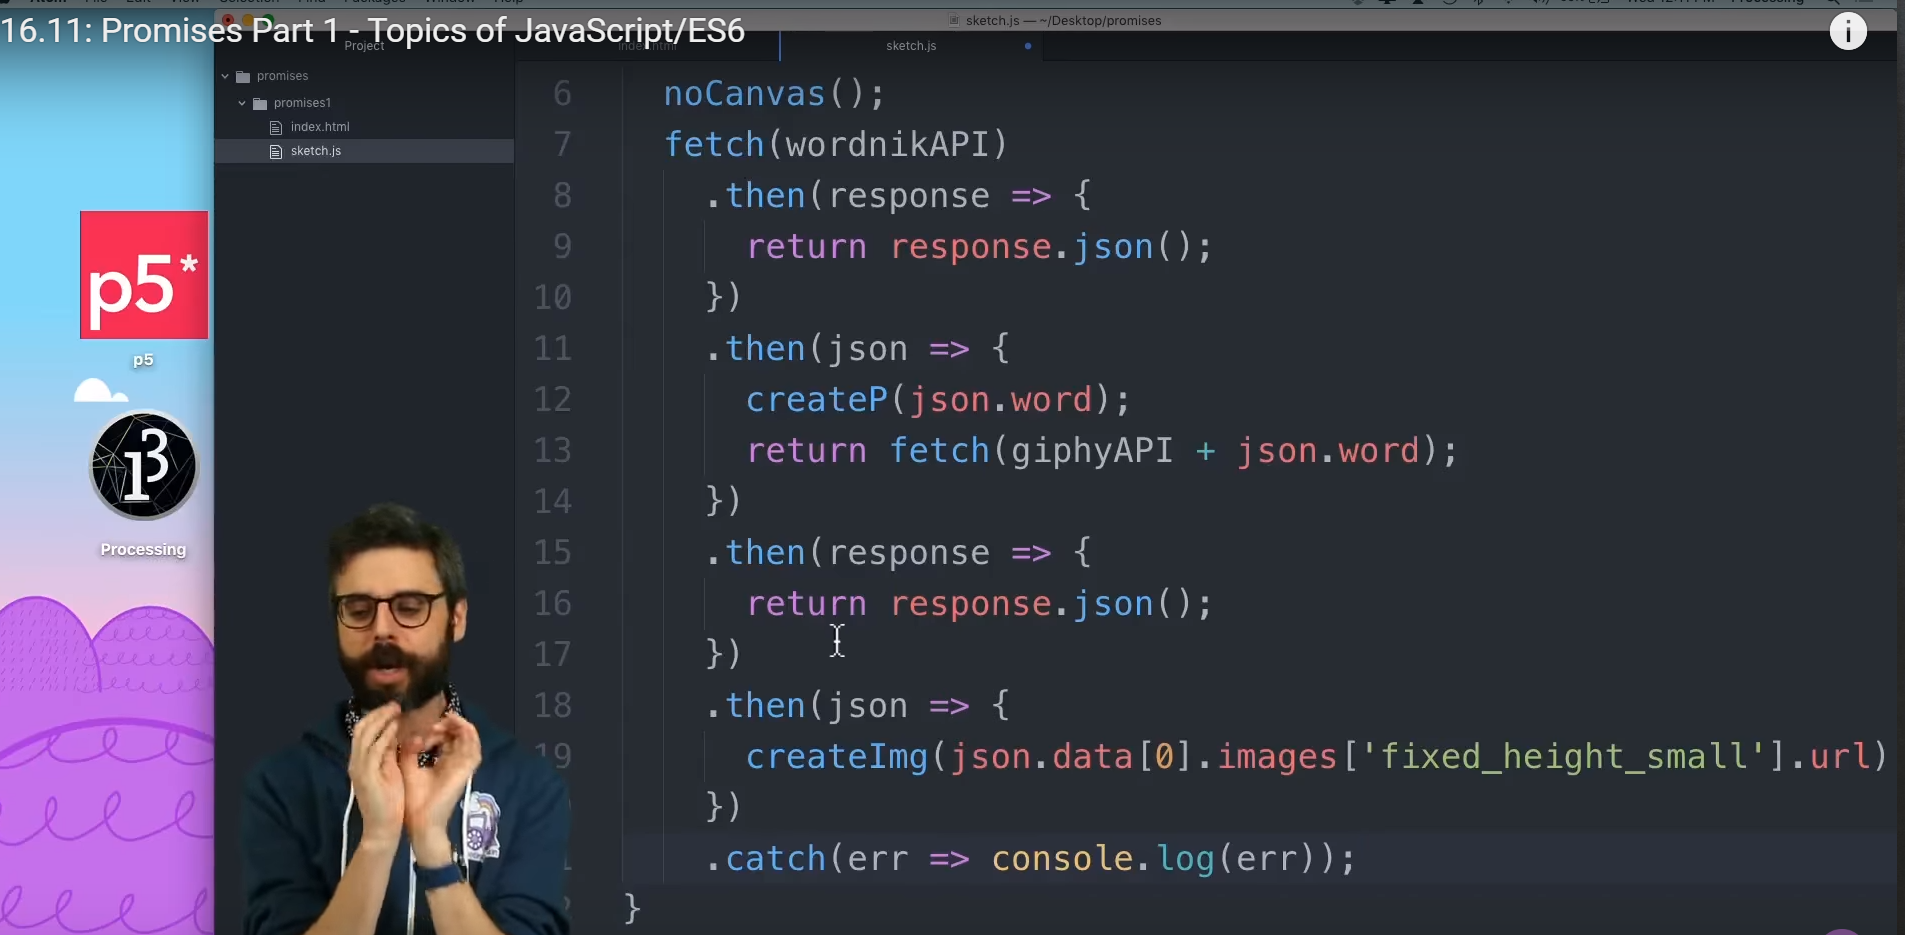 16.11: Promises Part 1 - Topics of JavaScript/ES6
sketch.js — ~/Desktop/promises
Project
index.html
sketch.js
promises
promises1
index.html
sketch.js
p5*
p5
Processing
6 noCanvas();
7 fetch(wordnikAPI)
8 .then(response => {
9 return response.json();
10 })
11 .then(json => {
12 createP(json.word);
13 return fetch(giphyAPI + json.word);
14 })
15 .then(response => {
16 return response.json();
17 })
18 .then(json => {
19 createImg(json.data[0].images['fixed_height_small'].url)
})
.catch(err => console.log(err));
}